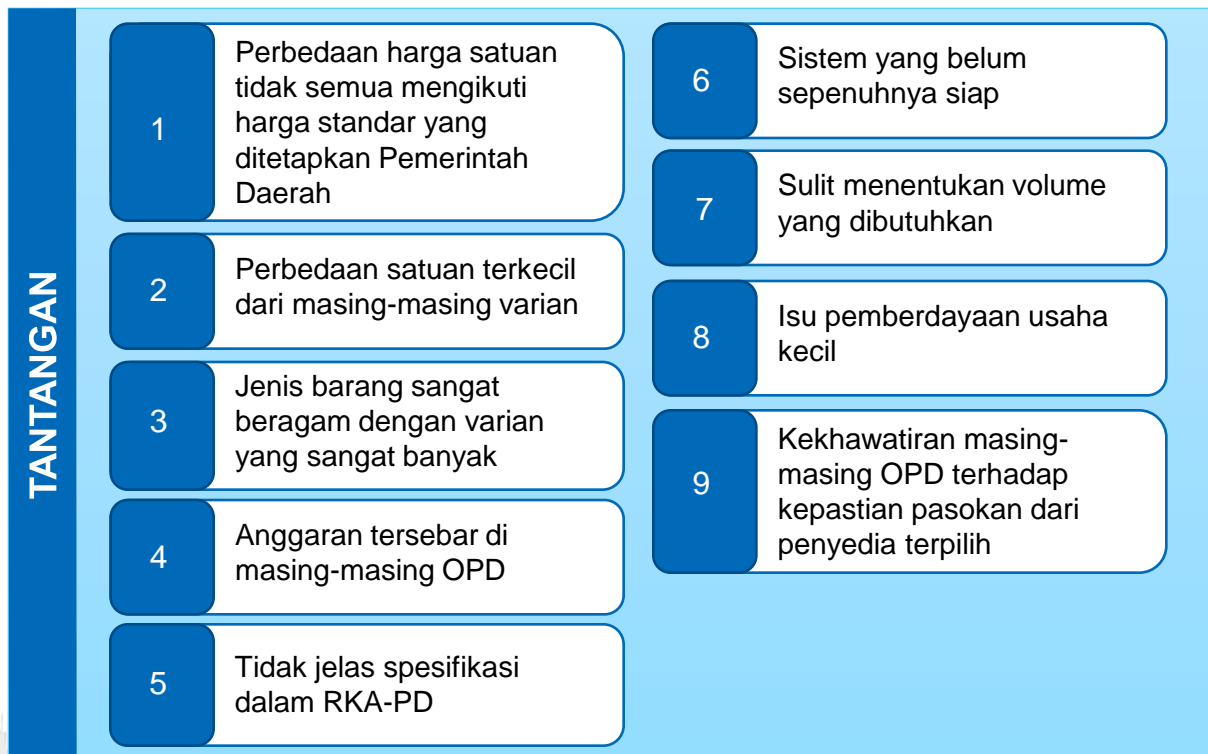 TANTANGAN
1
Perbedaan harga satuan
tidak semua mengikuti
harga standar yang
ditetapkan Pemerintah
Daerah
2
Perbedaan satuan terkecil
dari masing-masing varian
3
Jenis barang sangat
beragam dengan varian
yang sangat banyak
4
Anggaran tersebar di
masing-masing OPD
5
Tidak jelas spesifikasi
dalam RKA-PD
6
Sistem yang belum
sepenuhnya siap
7
Sulit menentukan volume
yang dibutuhkan
8
Isu pemberdayaan usaha
kecil
9
Kekhawatiran masing-
masing OPD terhadap
kepastian pasokan dari
penyedia terpilih